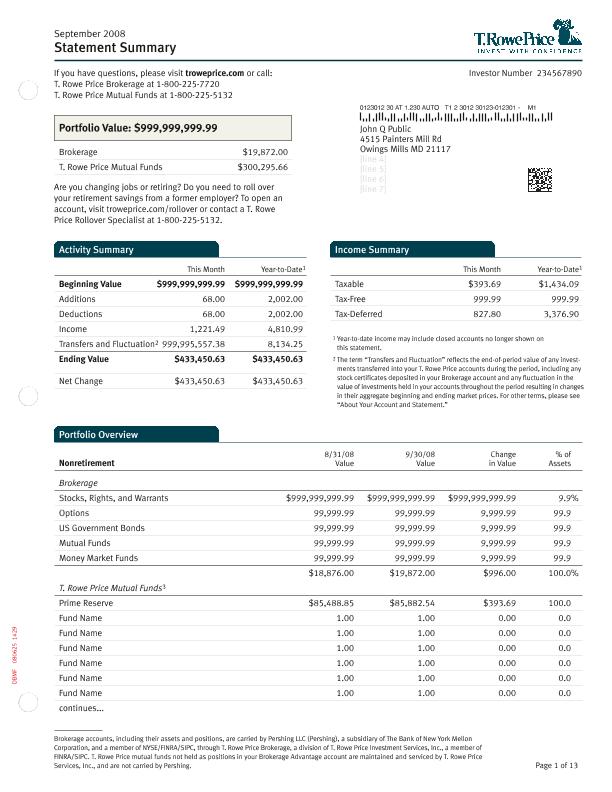 September 2008
Statement Summary
T.RowePrice
INVEST WITH CONFIDENCE
If you have questions, please visit troweprice.com or call:
T. Rowe Price Brokerage at 1-800-225-7720
T. Rowe Price Mutual Funds at 1-800-225-5132
Investor Number 234567890
Portfolio Value: $999,999,999.99
Brokerage $19,872.00
T. Rowe Price Mutual Funds $300,295.66
0123012 30 AT 1.230 AUTO T1 2 3012 30123-012301 - M1
John Q Public
4515 Painters Mill Rd
Owings Mills MD 21117
[line 4]
[line 5]
[line 6]
[line 7]
Are you changing jobs or retiring? Do you need to roll over
your retirement savings from a former employer? To open an
account, visit troweprice.com/rollover or contact a T. Rowe
Price Rollover Specialist at 1-800-225-5132.
Activity Summary
This Month Year-to-Date¹
Beginning Value $999,999,999.99 $999,999,999.99
Additions 68.00 2,002.00
Deductions 68.00 2,002.00
Income 1,221.49 4,810.99
Transfers and Fluctuation² 999,995,557.38 8,134.25
Ending Value $433,450.63 $433,450.63
Net Change $433,450.63 $433,450.63
Income Summary
This Month Year-to-Date¹
Taxable $393.69 $1,434.09
Tax-Free 999.99 999.99
Tax-Deferred 827.80 3,376.90
¹ Year-to-date income may include closed accounts no longer shown on
this statement.
² The term “Transfers and Fluctuation” reflects the end-of-period value of any invest-
ments transferred into your T. Rowe Price accounts during the period, including any
stock certificates deposited in your Brokerage account and any fluctuation in the
value of investments held in your accounts throughout the period resulting in changes
in their aggregate beginning and ending market prices. For other terms, please see
“About Your Account and Statement.”
Portfolio Overview
8/31/08 9/30/08 Change % of
Nonretirement Value Value in Value Assets
Brokerage
Stocks, Rights, and Warrants $999,999,999.99 $999,999,999.99 $999,999,999.99 9.9%
Options 99,999.99 99,999.99 9,999.99 99.9
US Government Bonds 99,999.99 99,999.99 9,999.99 99.9
Mutual Funds 99,999.99 99,999.99 9,999.99 99.9
Money Market Funds 99,999.99 99,999.99 9,999.99 99.9
$18,876.00 $19,872.00 $996.00 100.0%
T. Rowe Price Mutual Funds³
Prime Reserve $85,488.85 $85,882.54 $393.69 100.0
Fund Name 1.00 1.00 0.00 0.0
Fund Name 1.00 1.00 0.00 0.0
Fund Name 1.00 1.00 0.00 0.0
Fund Name 1.00 1.00 0.00 0.0
Fund Name 1.00 1.00 0.00 0.0
Fund Name 1.00 1.00 0.00 0.0
continues...
DBMF 080625 1429
Brokerage accounts, including their assets and positions, are carried by Pershing LLC (Pershing), a subsidiary of The Bank of New York Mellon
Corporation, and a member of NYSE/FINRA/SIPC, through T. Rowe Price Brokerage, a division of T. Rowe Price Investment Services, Inc., a member of
FINRA/SIPC. T. Rowe Price mutual funds not held as positions in your Brokerage Advantage account are maintained and serviced by T. Rowe Price
Services, Inc., and are not carried by Pershing.
Page 1 of 13